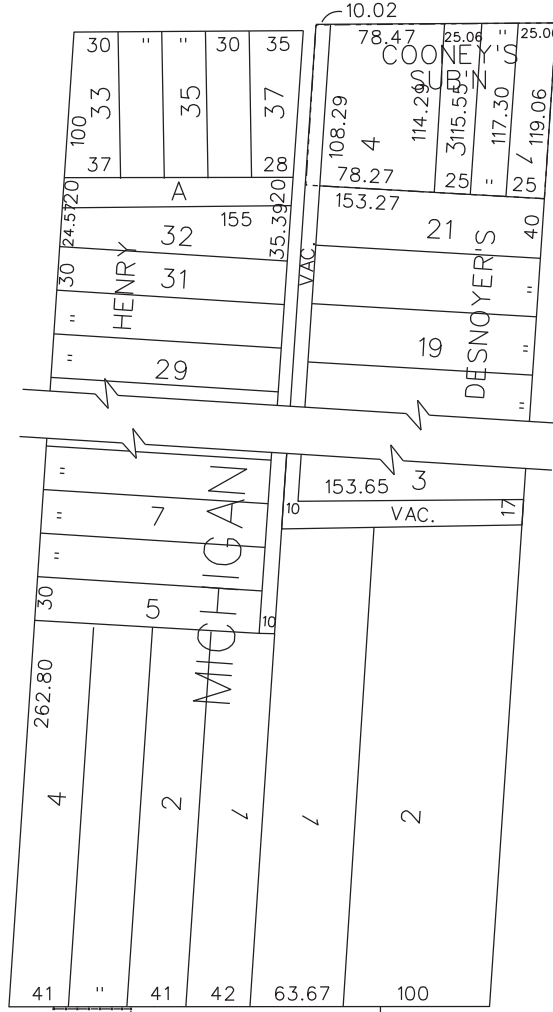 10.02
30 " " 30 35
78.47 25.06 " 25.06
COONEY'S
SUB'N
33 35 37
100
108.29 4 114.29 3 115.55 117.30 1 119.06
37 28
78.27 25 " 25
20 A 20
153.27
24.57 155 35.39
32 21 40
HENRY
VAC.
DESNOYER'S
30 31 "
" 19 "
" 29 "
" 153.65 3
MICHIGAN
" 7 10 VAC. 17
"
30 5 10
262.80
4 2 1 1 2
41 " 41 42 63.67 100